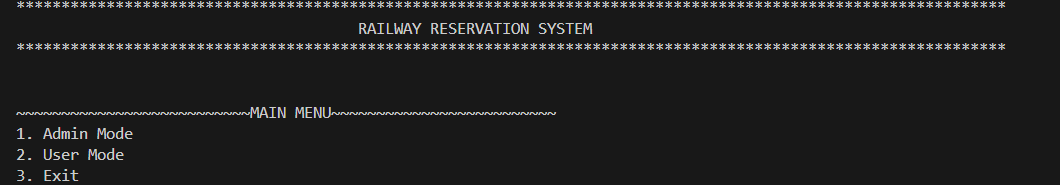 **************************************************************************************************************
RAILWAY RESERVATION SYSTEM
**************************************************************************************************************
~~~~~~~~~~~~~~~~~~~~~~~~~~MAIN MENU~~~~~~~~~~~~~~~~~~~~~~~~~
1. Admin Mode
2. User Mode
3. Exit